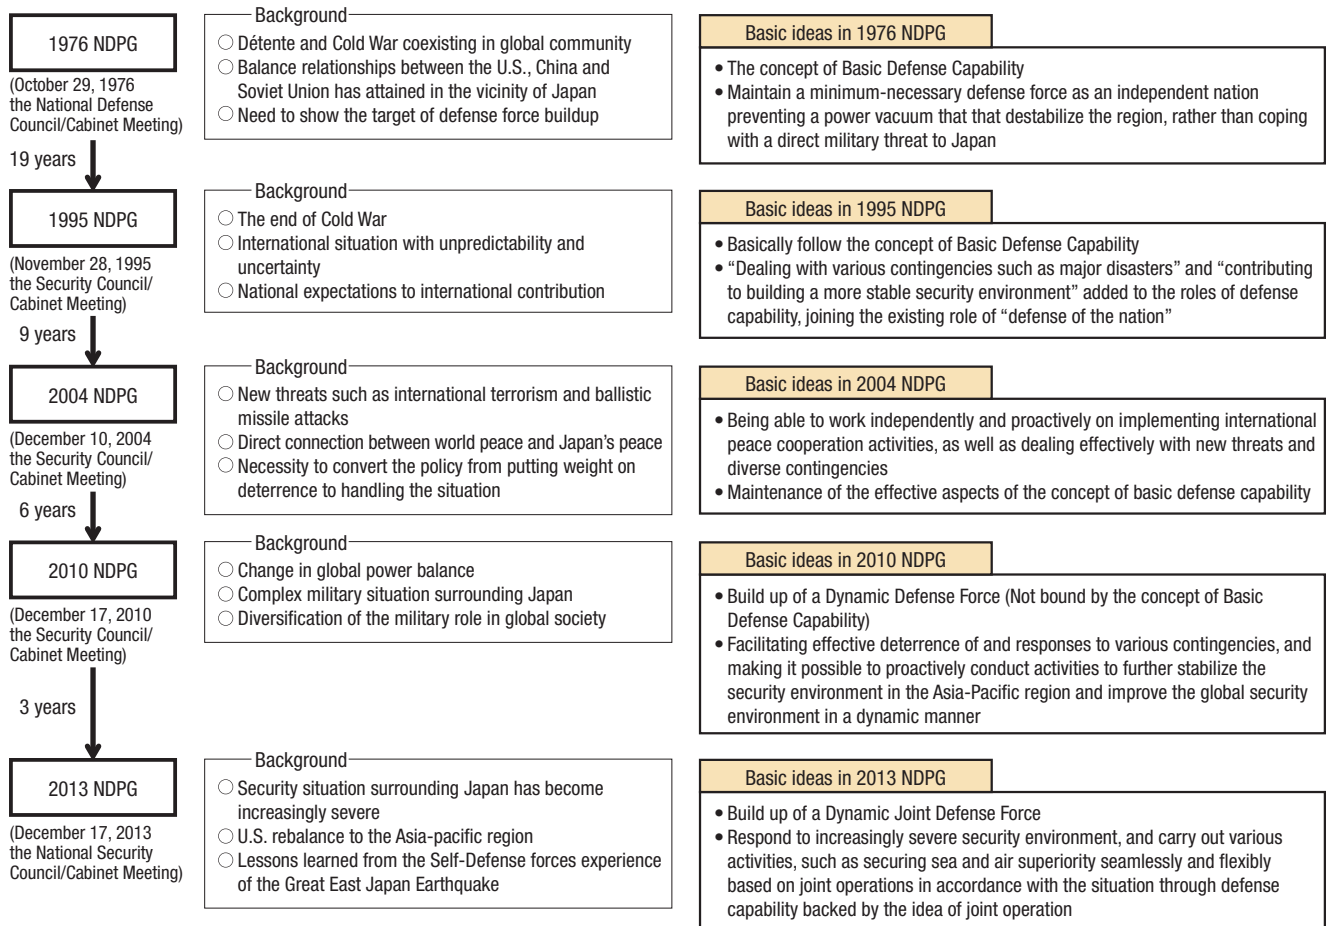 1976 NDPG
(October 29, 1976
the National Defense
Council/Cabinet Meeting)
Background
○ Détente and Cold War coexisting in global community
○ Balance relationships between the U.S., China and
Soviet Union has attained in the vicinity of Japan
○ Need to show the target of defense force buildup
Basic ideas in 1976 NDPG
• The concept of Basic Defense Capability
• Maintain a minimum-necessary defense force as an independent nation
preventing a power vacuum that that destabilize the region, rather than coping
with a direct military threat to Japan
19 years
1995 NDPG
(November 28, 1995
the Security Council/
Cabinet Meeting)
Background
○ The end of Cold War
○ International situation with unpredictability and
uncertainty
○ National expectations to international contribution
Basic ideas in 1995 NDPG
• Basically follow the concept of Basic Defense Capability
• “Dealing with various contingencies such as major disasters” and “contributing
to building a more stable security environment” added to the roles of defense
capability, joining the existing role of “defense of the nation”
9 years
2004 NDPG
(December 10, 2004
the Security Council/
Cabinet Meeting)
Background
○ New threats such as international terrorism and ballistic
missile attacks
○ Direct connection between world peace and Japan’s peace
○ Necessity to convert the policy from putting weight on
deterrence to handling the situation
Basic ideas in 2004 NDPG
• Being able to work independently and proactively on implementing international
peace cooperation activities, as well as dealing effectively with new threats and
diverse contingencies
• Maintenance of the effective aspects of the concept of basic defense capability
6 years
2010 NDPG
(December 17, 2010
the Security Council/
Cabinet Meeting)
Background
○ Change in global power balance
○ Complex military situation surrounding Japan
○ Diversification of the military role in global society
Basic ideas in 2010 NDPG
• Build up of a Dynamic Defense Force (Not bound by the concept of Basic
Defense Capability)
• Facilitating effective deterrence of and responses to various contingencies, and
making it possible to proactively conduct activities to further stabilize the
security environment in the Asia-Pacific region and improve the global security
environment in a dynamic manner
3 years
2013 NDPG
(December 17, 2013
the National Security
Council/Cabinet Meeting)
Background
○ Security situation surrounding Japan has become
increasingly severe
○ U.S. rebalance to the Asia-pacific region
○ Lessons learned from the Self-Defense forces experience
of the Great East Japan Earthquake
Basic ideas in 2013 NDPG
• Build up of a Dynamic Joint Defense Force
• Respond to increasingly severe security environment, and carry out various
activities, such as securing sea and air superiority seamlessly and flexibly
based on joint operations in accordance with the situation through defense
capability backed by the idea of joint operation